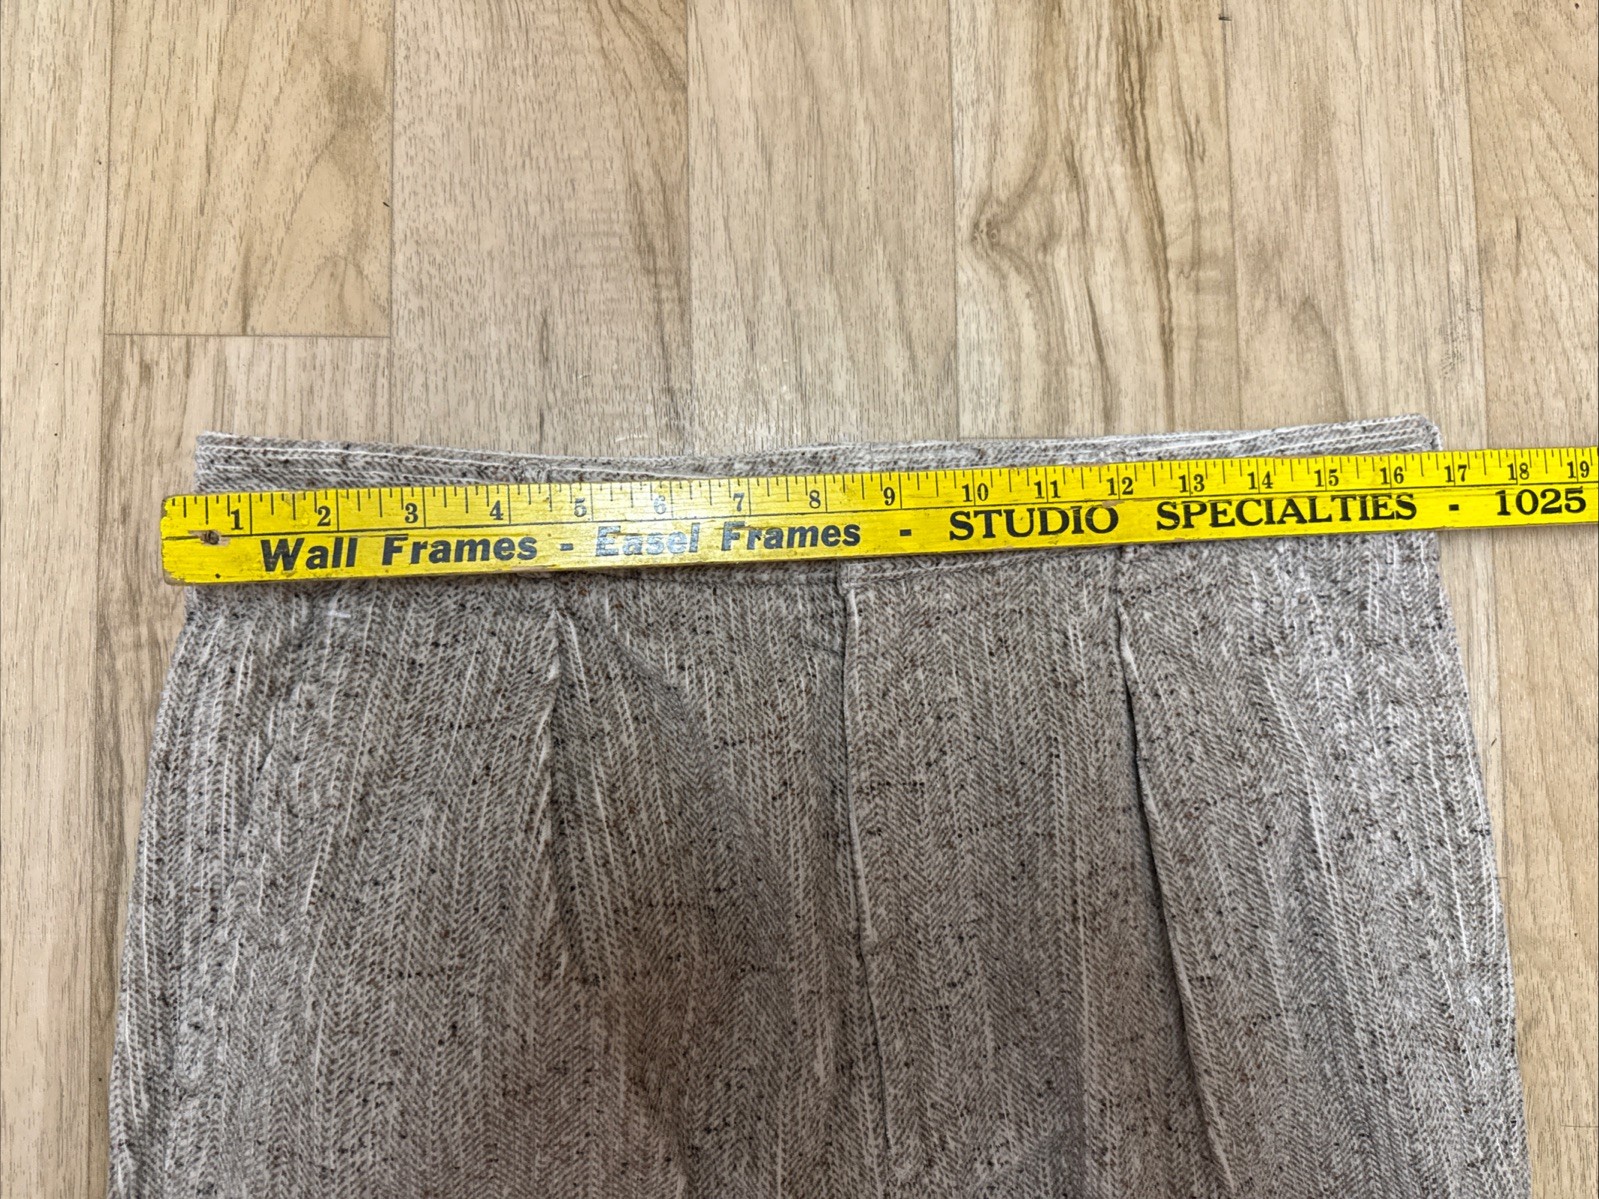 1 2 3 4 5 6 7 8 9 10 11 12 13 14 15 16 17 18 19
Wall Frames - Easel Frames - STUDIO SPECIALTIES - 1025